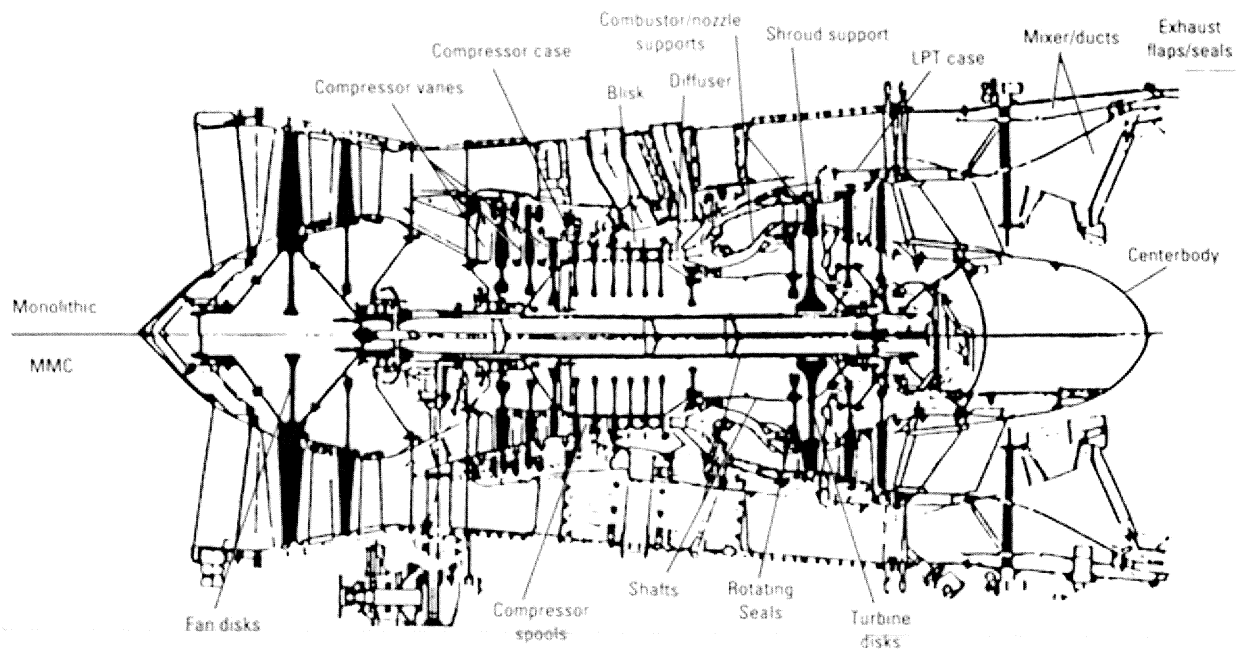 Combustor/nozzle
supports
Shroud support
Mixer/ducts
Exhaust
flaps/seals
Compressor case
LPT case
Compressor vanes
Blisk
Diffuser
Centerbody
Monolithic
MMC
Fan disks
Compressor
spools
Shafts
Rotating
Seals
Turbine
disks